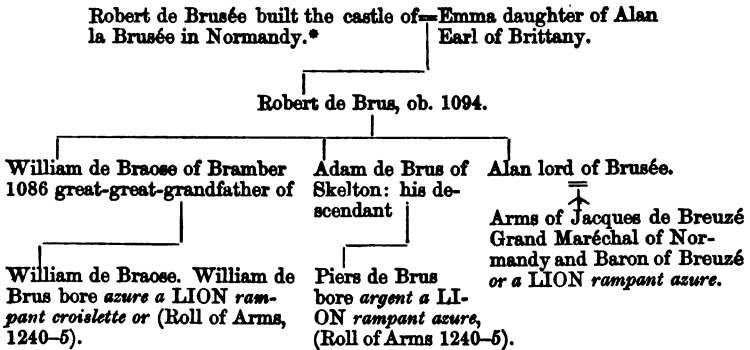 Robert de Brusée built the castle of=Emma daughter of Alan
la Brusée in Normandy.* Earl of Brittany.
Robert de Brus, ob. 1094.
William de Braose of Bramber
1086 great-great-grandfather of
Adam de Brus of
Skelton: his de-
scendant
Alan lord of Brusée.
=
Arms of Jacques de Breuzé
Grand Maréchal of Nor-
mandy and Baron of Breuzé
or a LION rampant azure.
William de Braose. William de
Brus bore azure a LION ram-
pant croislette or (Roll of Arms,
1240–5).
Piers de Brus
bore argent a LI-
ON rampant azure,
(Roll of Arms 1240–5).